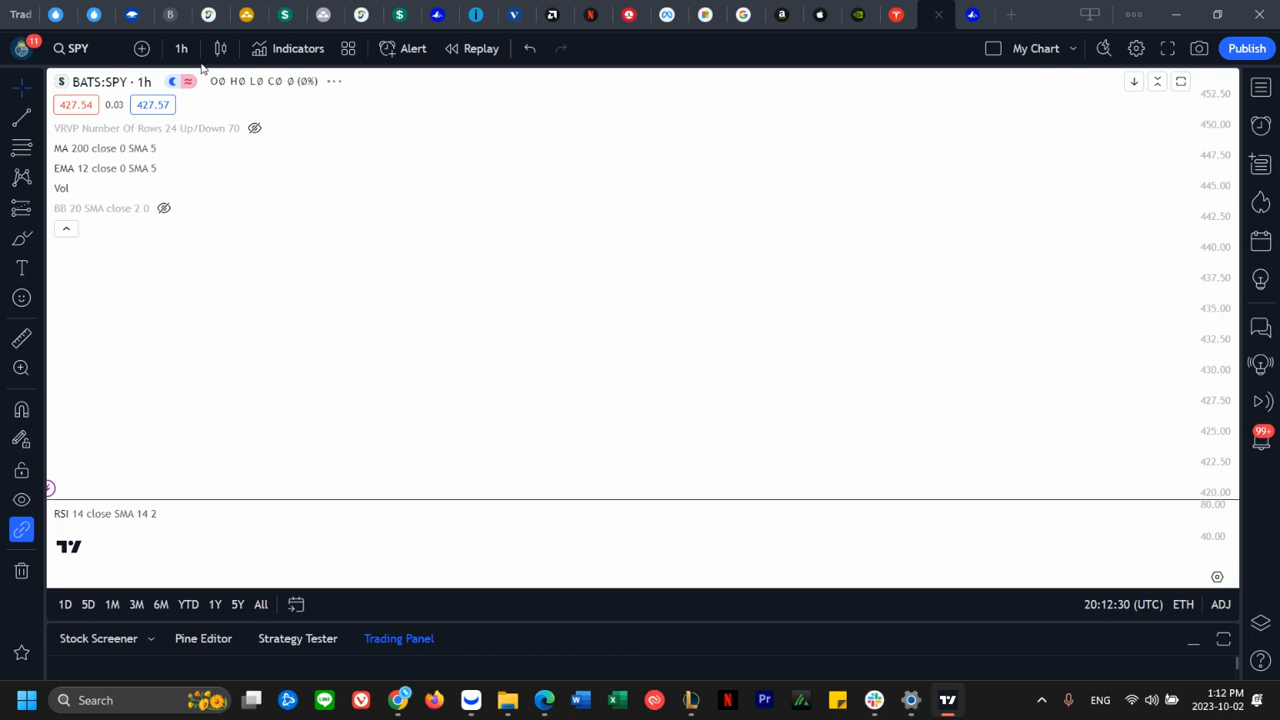 Trad
11
SPY
1h
Indicators
Alert
Replay
My Chart
Publish
S BATS:SPY · 1h
O∅ H∅ L∅ C∅ ∅ (∅%)
427.54 0.03 427.57
VRVP Number Of Rows 24 Up/Down 70
MA 200 close 0 SMA 5
EMA 12 close 0 SMA 5
Vol
BB 20 SMA close 2 0
452.50
450.00
447.50
445.00
442.50
440.00
437.50
435.00
432.50
430.00
427.50
425.00
422.50
420.00
80.00
40.00
99+
RSI 14 close SMA 14 2
1D 5D 1M 3M 6M YTD 1Y 5Y All
20:12:30 (UTC) ETH ADJ
Stock Screener Pine Editor Strategy Tester Trading Panel
Search
ENG
1:12 PM
2023-10-02